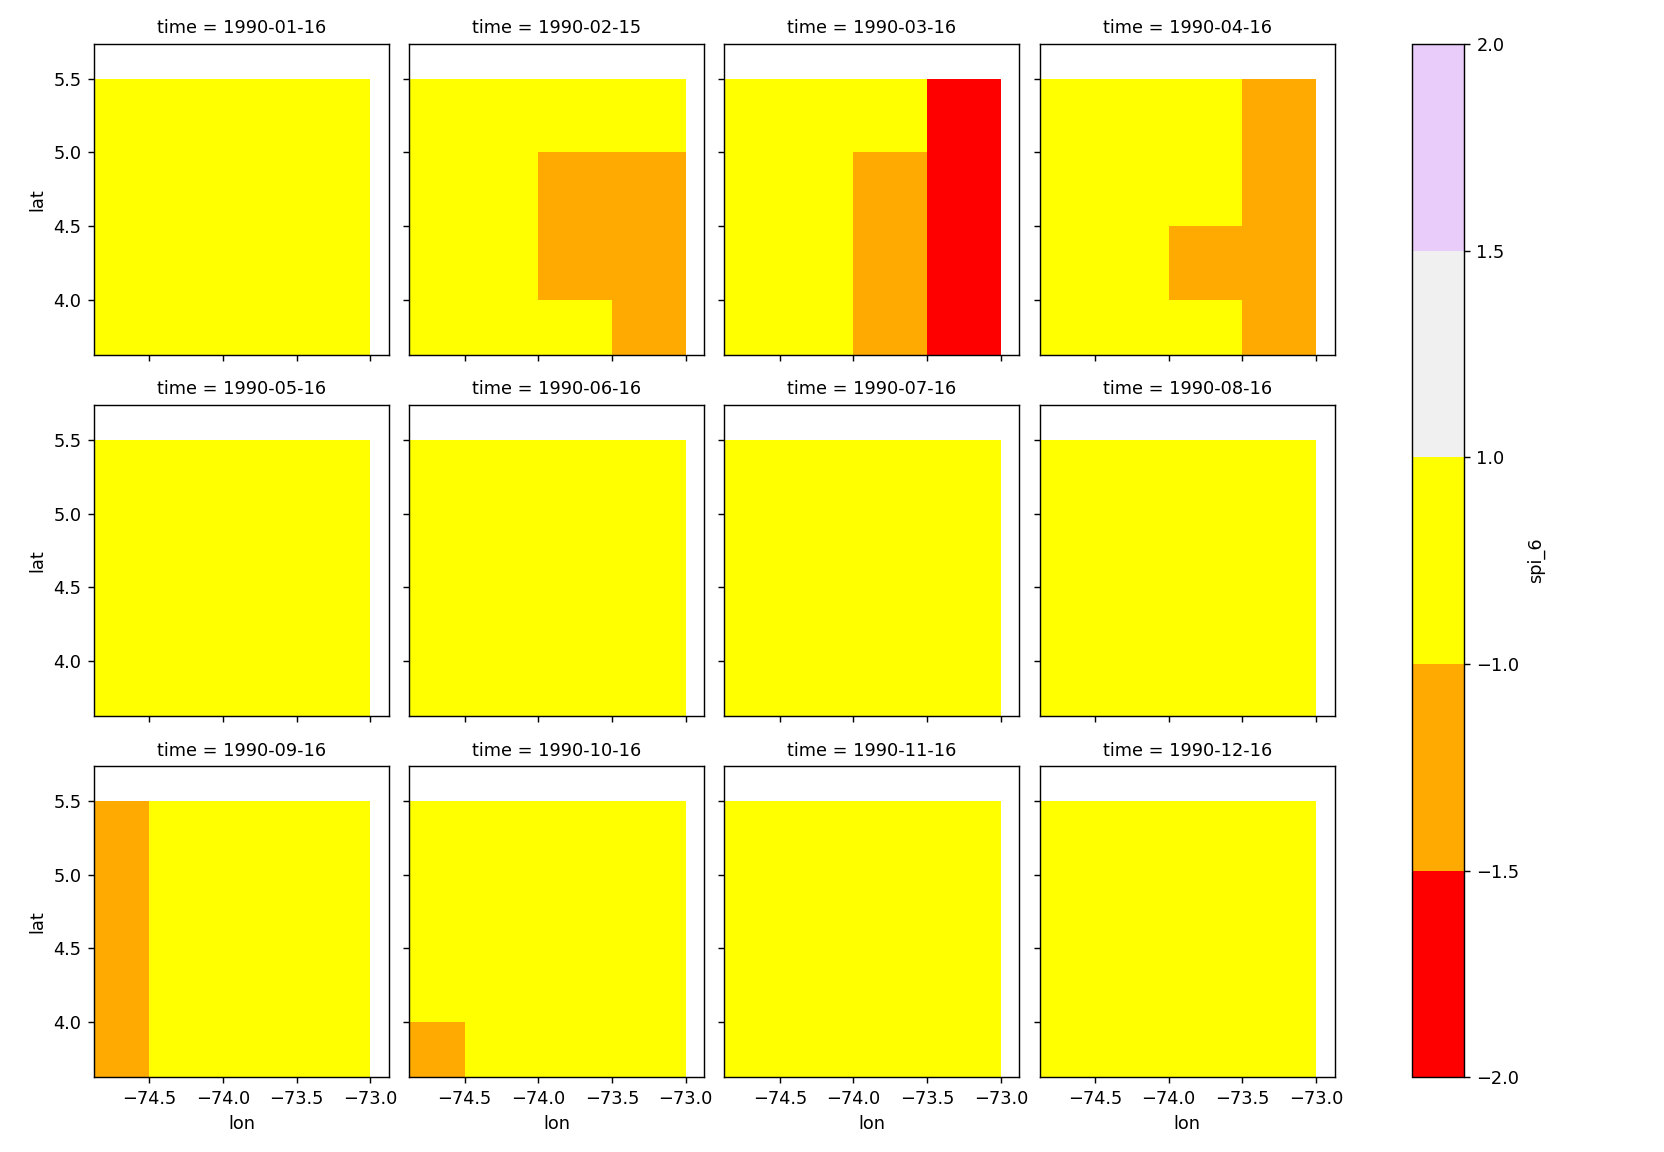 time = 1990-01-16
time = 1990-02-15
time = 1990-03-16
time = 1990-04-16
5.5
5.0
4.5
4.0
lat
time = 1990-05-16
time = 1990-06-16
time = 1990-07-16
time = 1990-08-16
5.5
5.0
4.5
4.0
lat
time = 1990-09-16
time = 1990-10-16
time = 1990-11-16
time = 1990-12-16
5.5
5.0
4.5
4.0
lat
−74.5 −74.0 −73.5 −73.0
lon
−74.5 −74.0 −73.5 −73.0
lon
−74.5 −74.0 −73.5 −73.0
lon
−74.5 −74.0 −73.5 −73.0
lon
2.0
1.5
1.0
−1.0
−1.5
−2.0
spi_6